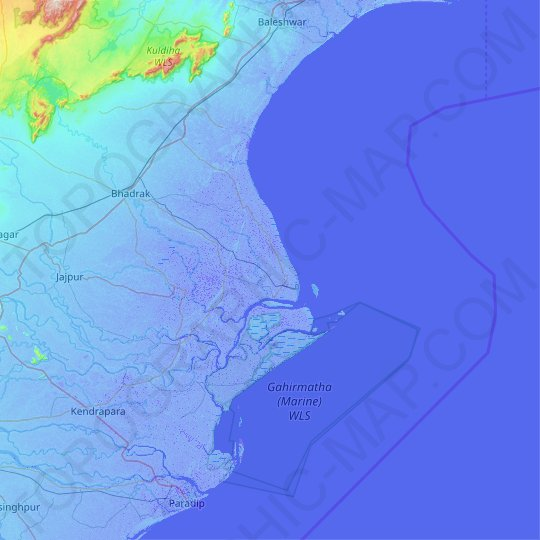 Baleshwar
Kuldiha
WLS
Bhadrak
agar
Jajpur
Gahirmatha
(Marine)
WLS
Kendrapara
Paradip
singhpur
TOPOGRAPHIC-MAP.COM
TOPOGRAPHIC-MAP.COM